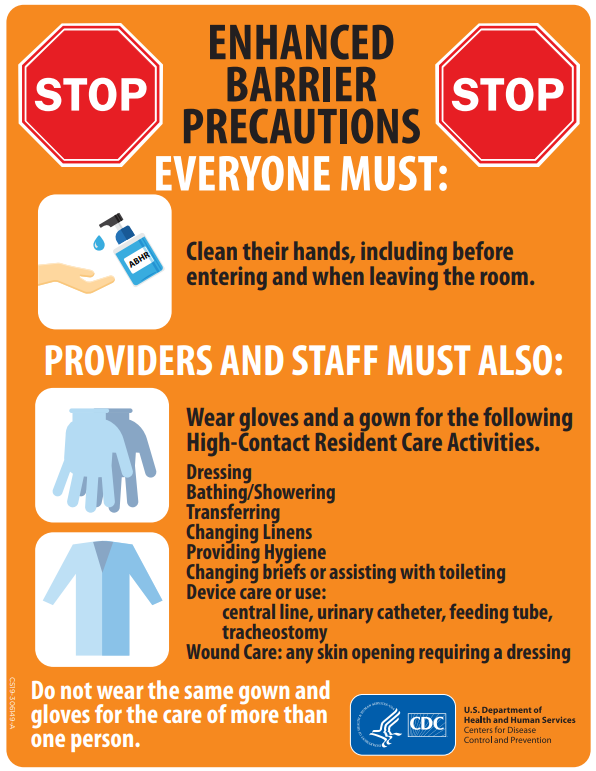 STOP
ENHANCED
BARRIER
PRECAUTIONS
STOP
EVERYONE MUST:
ABHR
Clean their hands, including before
entering and when leaving the room.
PROVIDERS AND STAFF MUST ALSO:
Wear gloves and a gown for the following
High-Contact Resident Care Activities.
Dressing
Bathing/Showering
Transferring
Changing Linens
Providing Hygiene
Changing briefs or assisting with toileting
Device care or use:
central line, urinary catheter, feeding tube,
tracheostomy
Wound Care: any skin opening requiring a dressing
Do not wear the same gown and
gloves for the care of more than
one person.
CDC
U.S. Department of
Health and Human Services
Centers for Disease
Control and Prevention